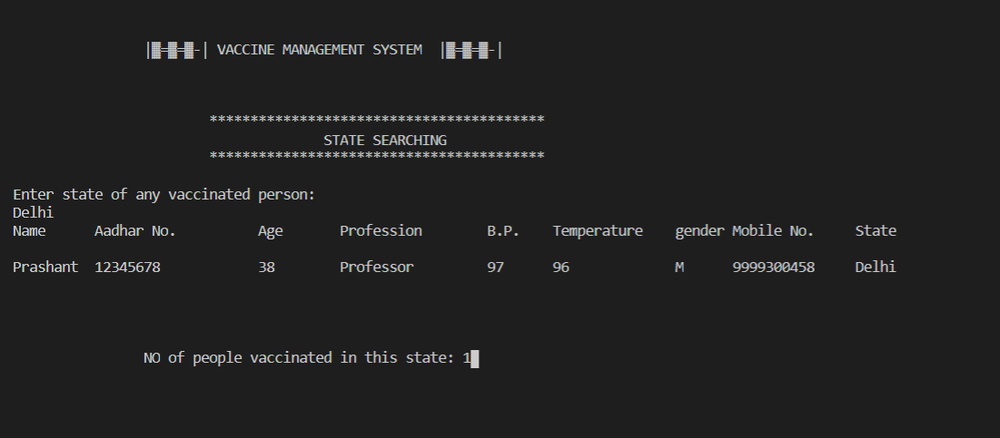 |▓=▓=▓-| VACCINE MANAGEMENT SYSTEM |▓=▓=▓-|
*****************************************
STATE SEARCHING
*****************************************
Enter state of any vaccinated person:
Delhi
Name Aadhar No. Age Profession B.P. Temperature gender Mobile No. State
Prashant 12345678 38 Professor 97 96 M 9999300458 Delhi
NO of people vaccinated in this state: 1